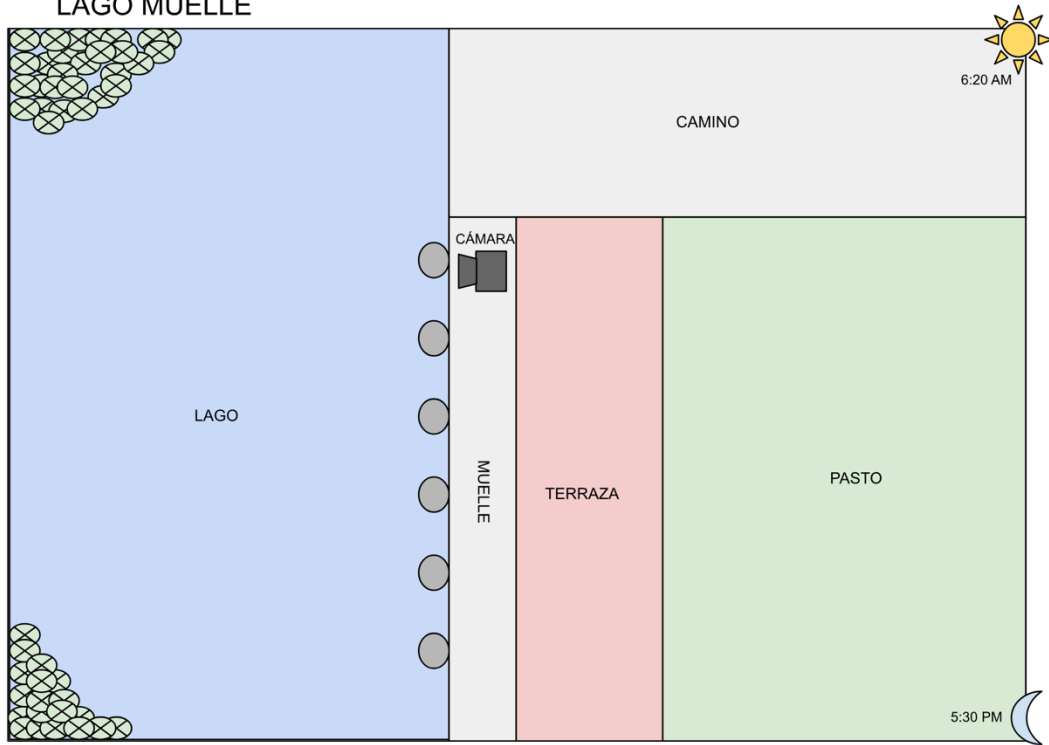 LAGO MUELLE
6:20 AM
CAMINO
CÁMARA
LAGO
MUELLE
TERRAZA
PASTO
5:30 PM